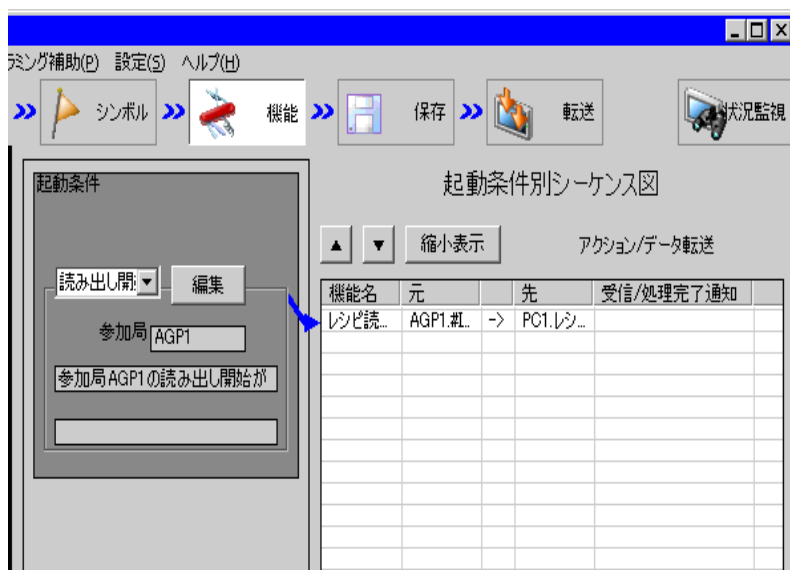 ラミング補助(P) 設定(S) ヘルプ(H)
シンボル 機能 保存 転送 状況監視
起動条件
起動条件別シーケンス図
縮小表示
アクション/データ転送
読み出し開
編集
参加局 AGP1
参加局AGP1の読み出し開始が
機能名 元 先 受信/処理完了通知
レシピ読... AGP1.#I... -> PC1.レシ...